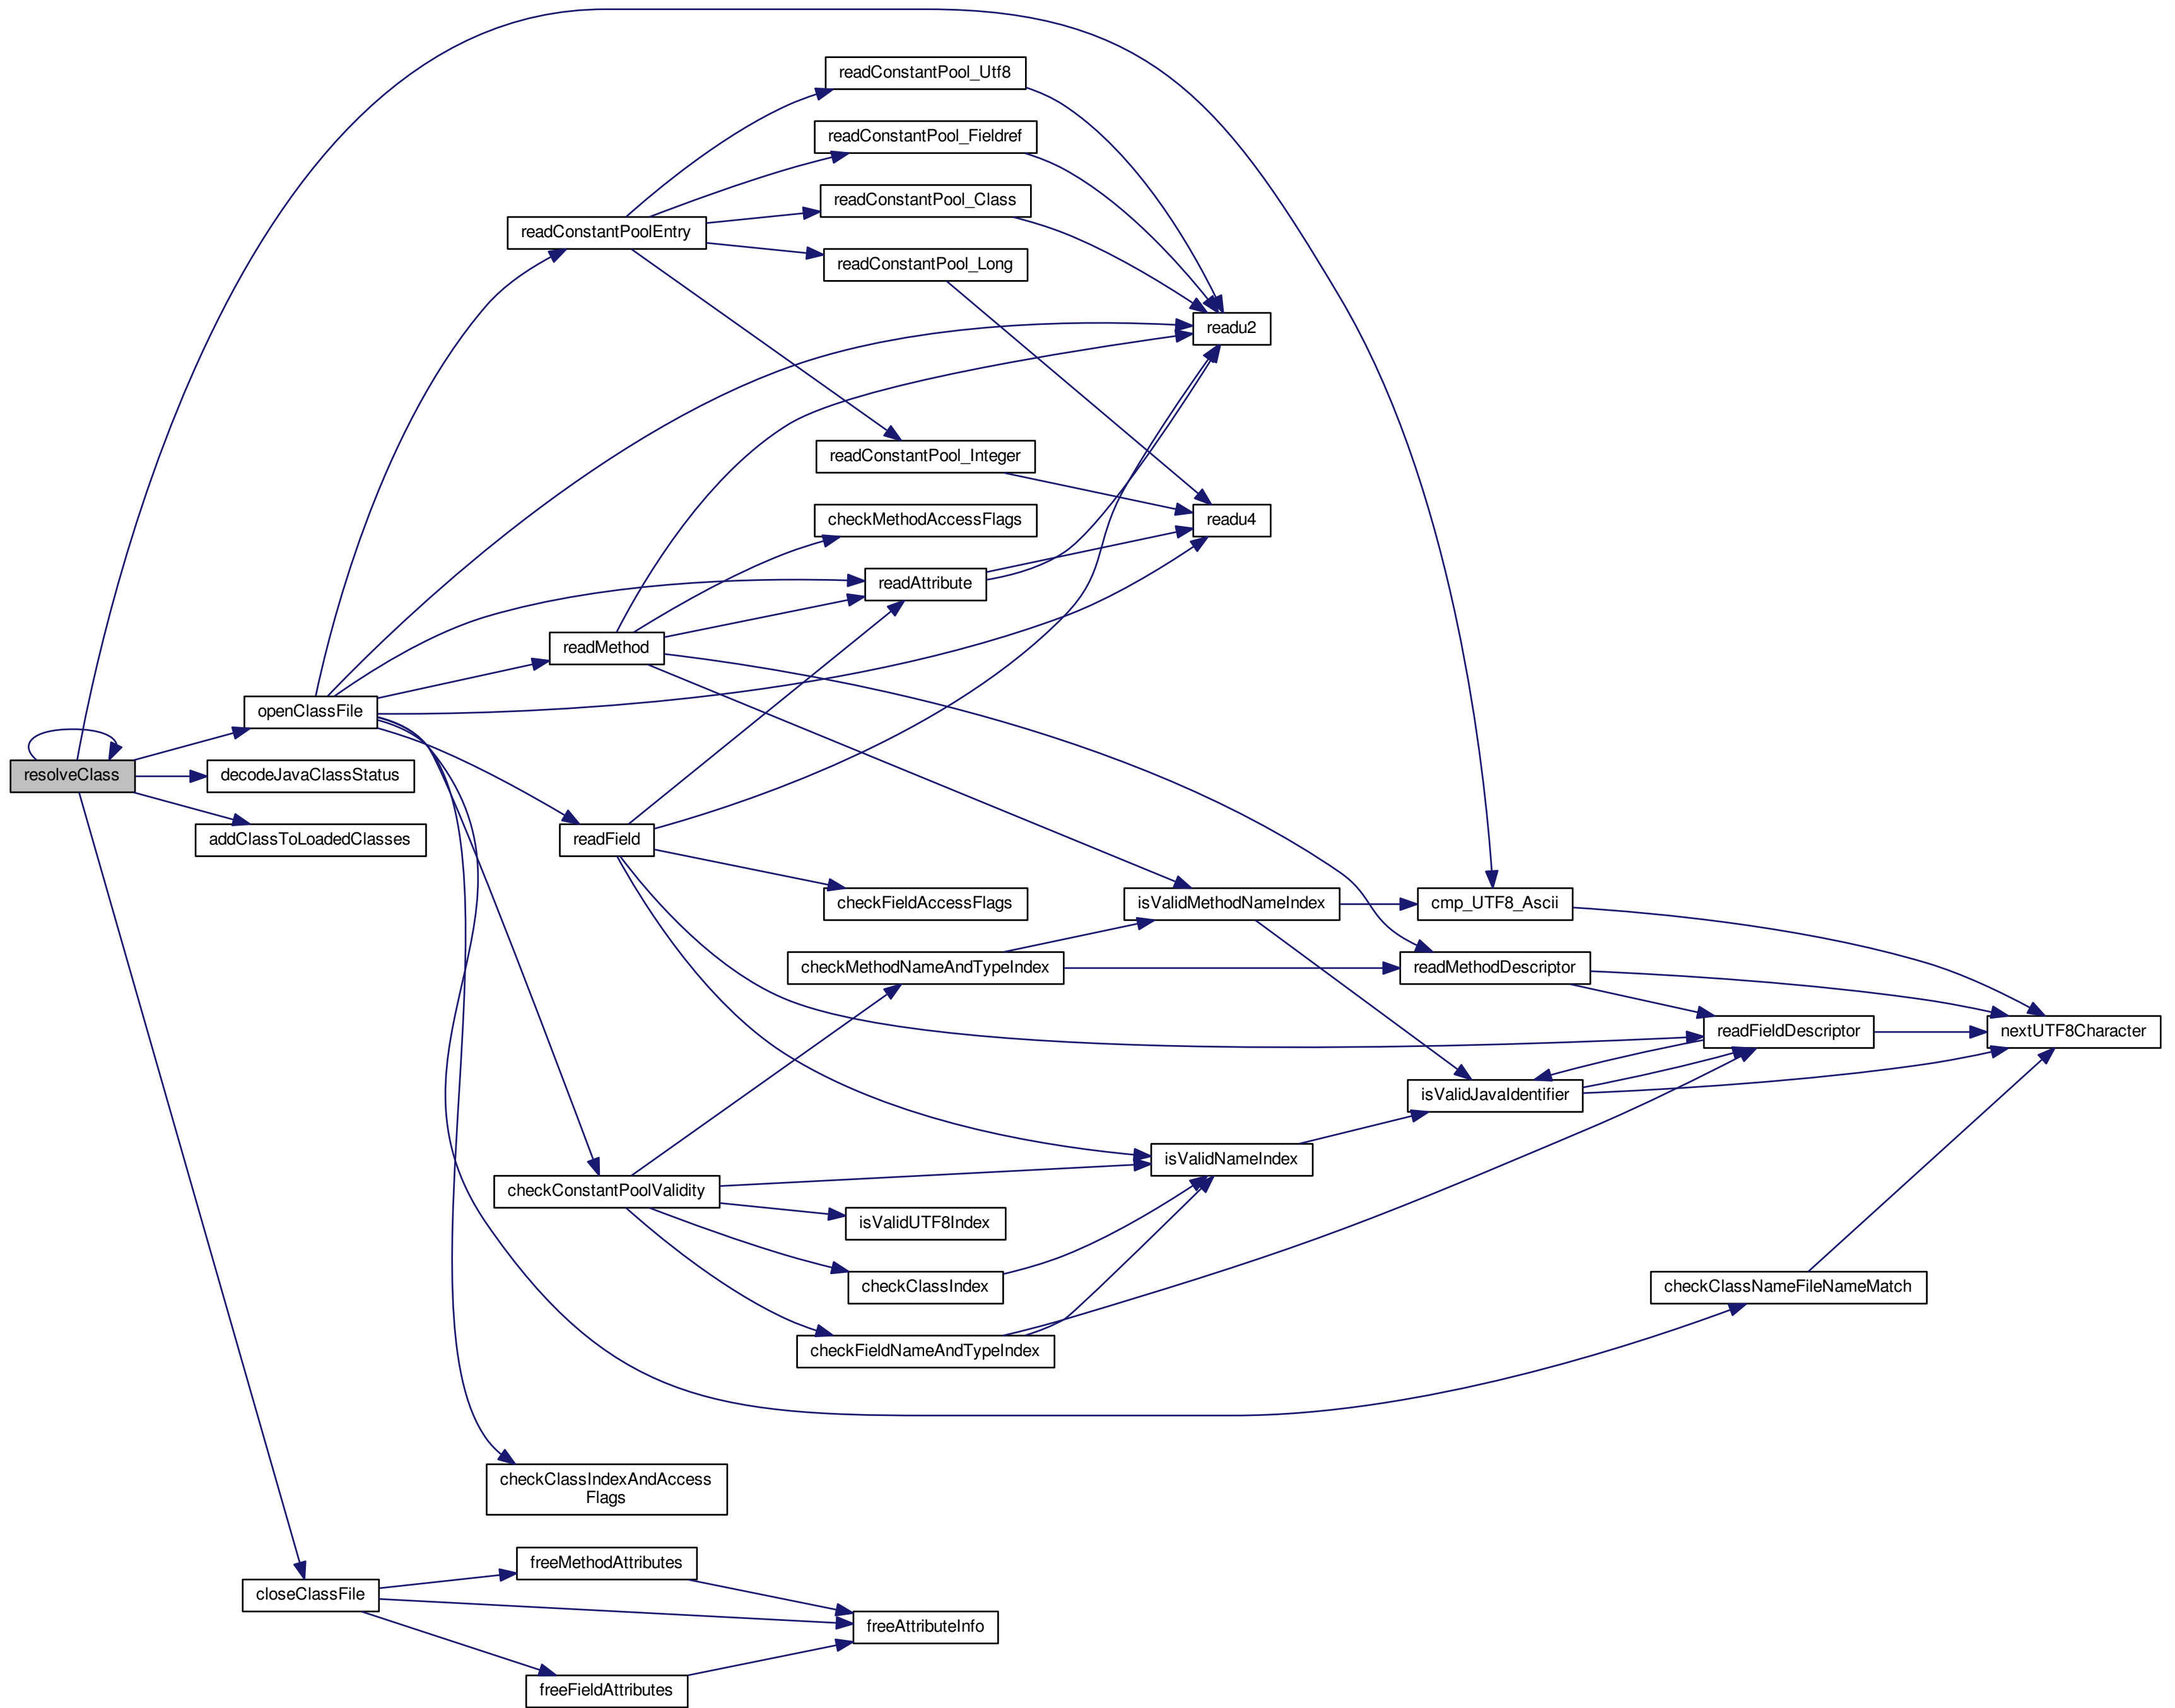 readConstantPool_Utf8
readConstantPool_Fieldref
readConstantPool_Class
readConstantPoolEntry
readConstantPool_Long
readu2
readConstantPool_Integer
checkMethodAccessFlags
readu4
readAttribute
readMethod
openClassFile
resolveClass
decodeJavaClassStatus
addClassToLoadedClasses
readField
checkFieldAccessFlags
isValidMethodNameIndex
cmp_UTF8_Ascii
checkMethodNameAndTypeIndex
readMethodDescriptor
readFieldDescriptor
nextUTF8Character
isValidJavaIdentifier
isValidNameIndex
checkConstantPoolValidity
isValidUTF8Index
checkClassIndex
checkClassNameFileNameMatch
checkFieldNameAndTypeIndex
checkClassIndexAndAccess
Flags
freeMethodAttributes
closeClassFile
freeAttributeInfo
freeFieldAttributes